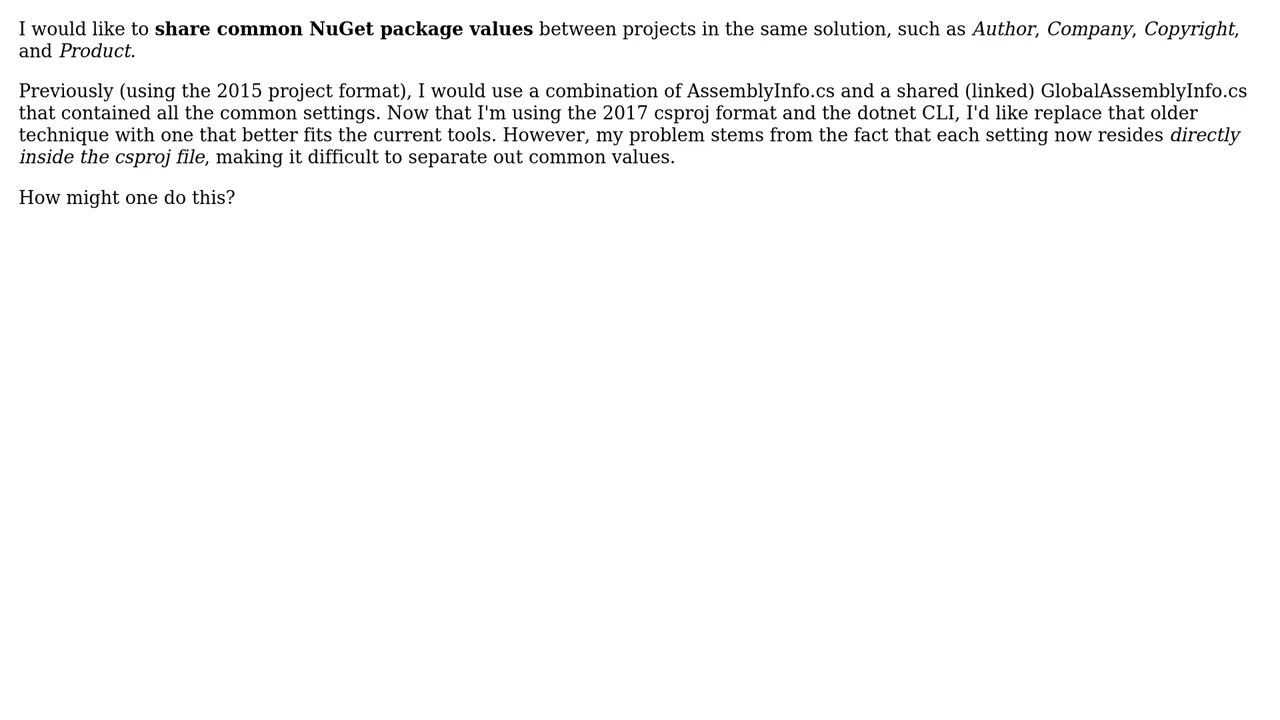 I would like to share common NuGet package values between projects in the same solution, such as Author, Company, Copyright,
and Product.
Previously (using the 2015 project format), I would use a combination of AssemblyInfo.cs and a shared (linked) GlobalAssemblyInfo.cs
that contained all the common settings. Now that I'm using the 2017 csproj format and the dotnet CLI, I'd like replace that older
technique with one that better fits the current tools. However, my problem stems from the fact that each setting now resides directly
inside the csproj file, making it difficult to separate out common values.
How might one do this?